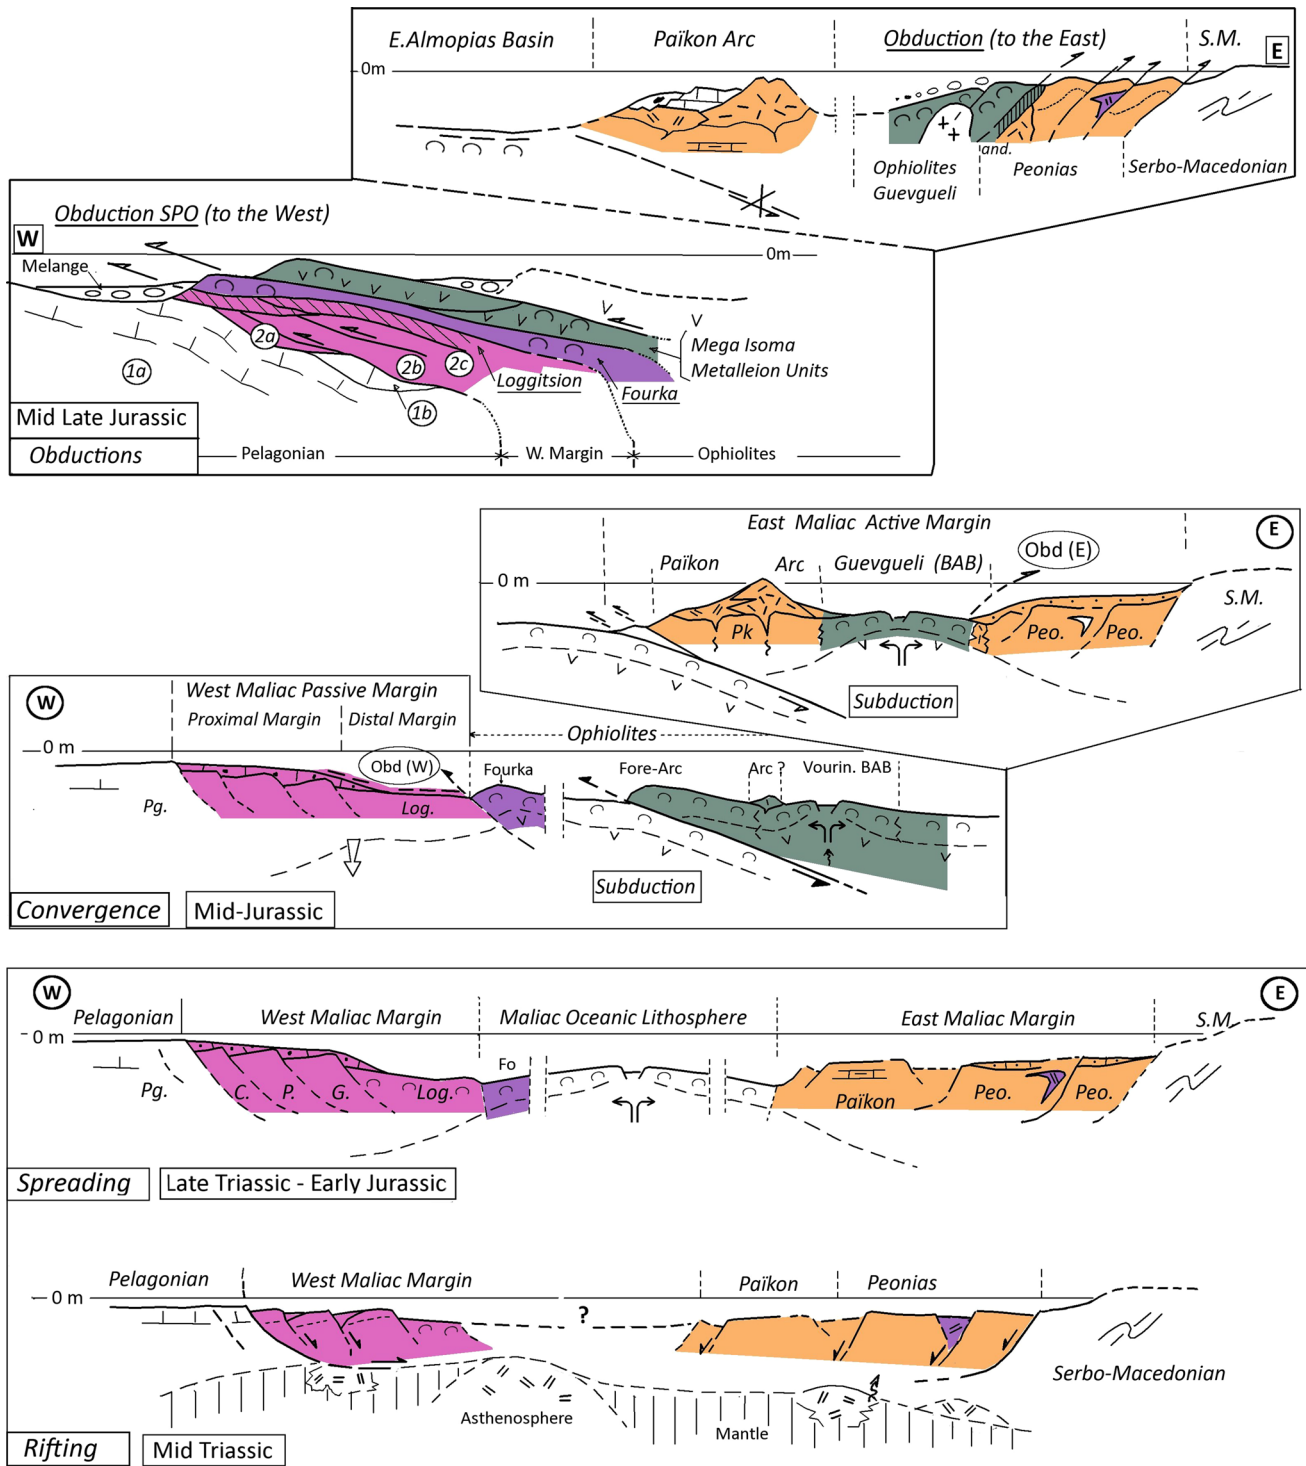 E.Almopias Basin
Païkon Arc
Obduction (to the East)
S.M.
E
0m
and.
Ophiolites
Guevgueli
Peonias
Serbo-Macedonian
Obduction SPO (to the West)
W
0m
Melange
2a
2b
2c
1a
1b
Loggitsion
Fourka
Mega Isoma
Metalleion Units
Mid Late Jurassic
Obductions
Pelagonian
W. Margin
Ophiolites
East Maliac Active Margin
E
Païkon
Arc
Guevgueli (BAB)
Obd (E)
0 m
S.M.
Pk
Peo.
Peo.
Subduction
W
West Maliac Passive Margin
Proximal Margin
Distal Margin
Ophiolites
0 m
Obd (W)
Fourka
Fore-Arc
Arc ?
Vourin. BAB
Pg.
Log.
Subduction
Convergence
Mid-Jurassic
W
E
Pelagonian
West Maliac Margin
Maliac Oceanic Lithosphere
East Maliac Margin
S.M.
0 m
Fo
Pg.
C.
P.
G.
Log.
Païkon
Peo.
Peo.
Spreading
Late Triassic - Early Jurassic
Pelagonian
West Maliac Margin
Païkon
Peonias
0 m
?
Serbo-Macedonian
Asthenosphere
Mantle
Rifting
Mid Triassic